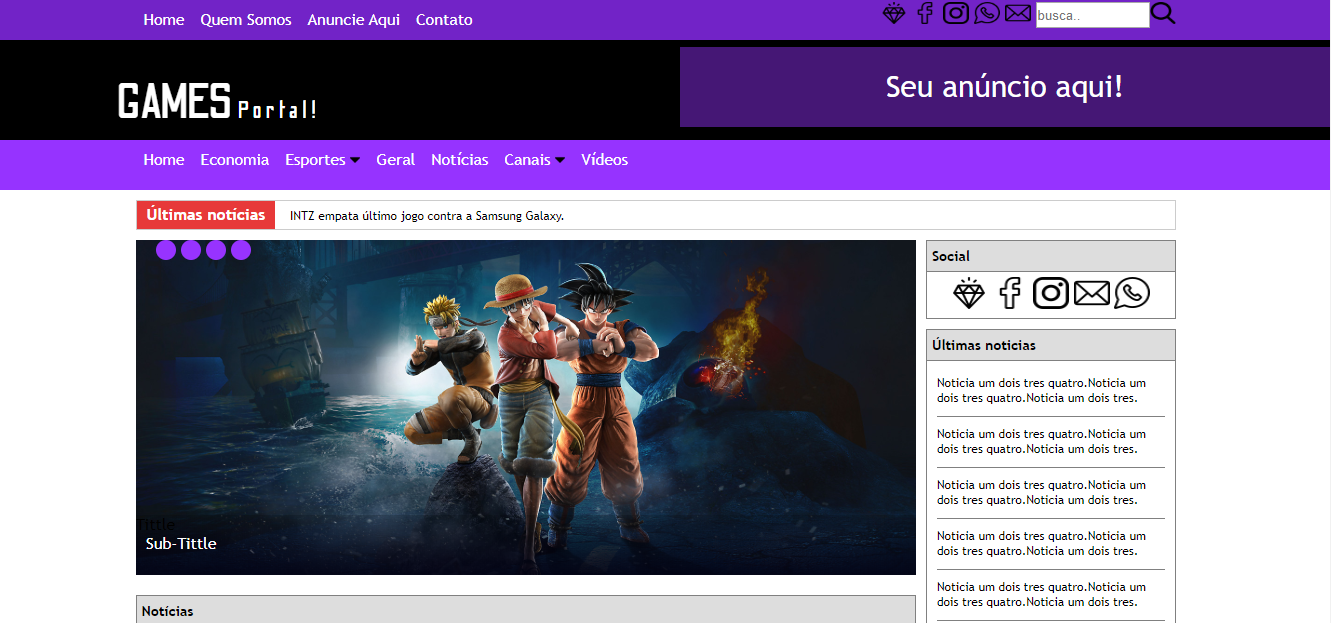 Home Quem Somos Anuncie Aqui Contato
busca..
GAMES Portal!
Seu anúncio aqui!
Home Economia Esportes Geral Notícias Canais Vídeos
Últimas notícias
INTZ empata último jogo contra a Samsung Galaxy.
Tittle
Sub-Tittle
Notícias
Social
Últimas noticias
Noticia um dois tres quatro.Noticia um
dois tres quatro.Noticia um dois tres.
Noticia um dois tres quatro.Noticia um
dois tres quatro.Noticia um dois tres.
Noticia um dois tres quatro.Noticia um
dois tres quatro.Noticia um dois tres.
Noticia um dois tres quatro.Noticia um
dois tres quatro.Noticia um dois tres.
Noticia um dois tres quatro.Noticia um
dois tres quatro.Noticia um dois tres.